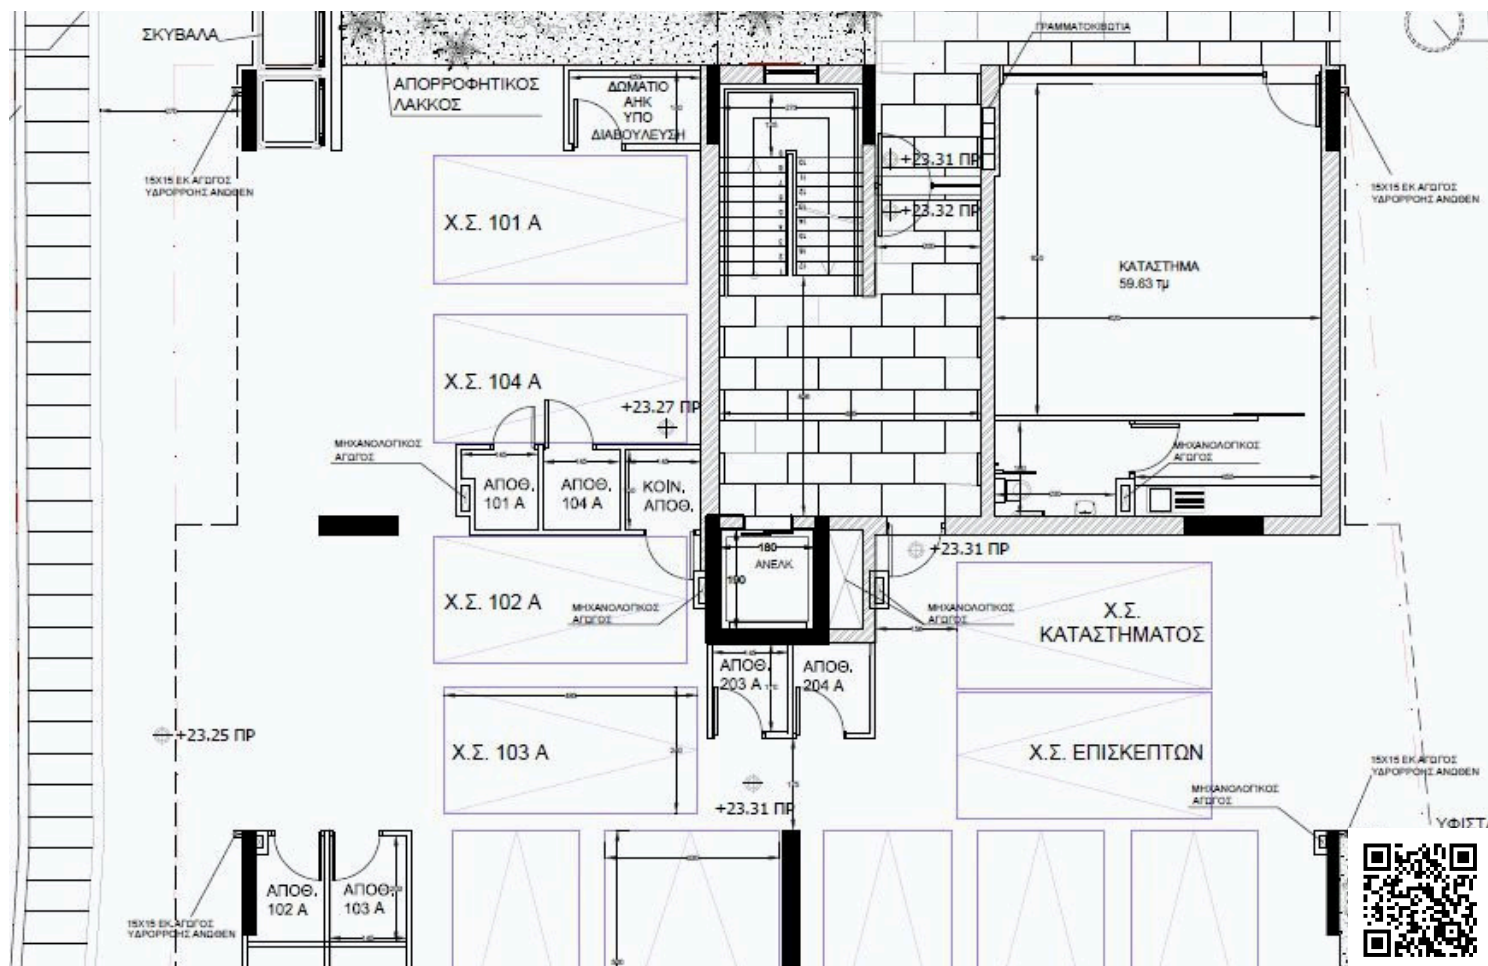 ΣΚΥΒΑΛΑ
ΓΡΑΜΜΑΤΟΚΙΒΩΤΙΑ
ΑΠΟΡΡΟΦΗΤΙΚΟΣ
ΛΑΚΚΟΣ
ΔΩΜΑΤΙΟ
ΑΗΚ
ΥΠΟ
ΔΙΑΒΟΥΛΕΥΣΗ
15X15 ΕΚ ΑΓΩΓΟΣ
ΥΔΡΟΡΡΟΗΣ ΑΝΩΘΕΝ
+23.31 ΠΡ
15X15 ΕΚ ΑΓΩΓΟΣ
ΥΔΡΟΡΡΟΗΣ ΑΝΩΘΕΝ
Χ.Σ. 101 Α
+23.32 ΠΡ
ΚΑΤΑΣΤΗΜΑ
59.63 τμ
Χ.Σ. 104 Α
+23.27 ΠΡ
ΜΗΧΑΝΟΛΟΓΙΚΟΣ
ΑΓΩΓΟΣ
ΜΗΧΑΝΟΛΟΓΙΚΟΣ
ΑΓΩΓΟΣ
ΑΠΟΘ.
101 Α
ΑΠΟΘ.
104 Α
ΚΟΙΝ.
ΑΠΟΘ.
180
ΑΝΕΛΚ
190
+23.31 ΠΡ
Χ.Σ. 102 Α
ΜΗΧΑΝΟΛΟΓΙΚΟΣ
ΑΓΩΓΟΣ
ΜΗΧΑΝΟΛΟΓΙΚΟΣ
ΑΓΩΓΟΣ
Χ.Σ.
ΚΑΤΑΣΤΗΜΑΤΟΣ
ΑΠΟΘ.
203 Α
ΑΠΟΘ.
204 Α
+23.25 ΠΡ
Χ.Σ. 103 Α
Χ.Σ. ΕΠΙΣΚΕΠΤΩΝ
+23.31 ΠΡ
15X15 ΕΚ ΑΓΩΓΟΣ
ΥΔΡΟΡΡΟΗΣ ΑΝΩΘΕΝ
ΜΗΧΑΝΟΛΟΓΙΚΟΣ
ΑΓΩΓΟΣ
ΥΦΙΣΤΑ
ΑΠΟΘ.
102 Α
ΑΠΟΘ.
103 Α
15X15 ΕΚ ΑΓΩΓΟΣ
ΥΔΡΟΡΡΟΗΣ ΑΝΩΘΕΝ